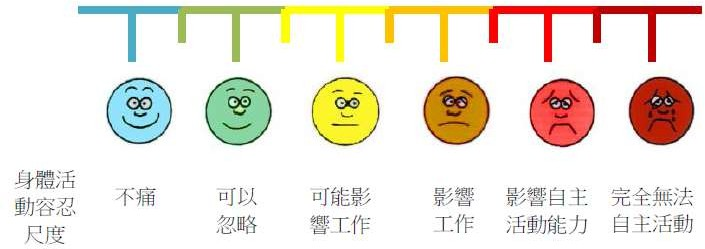 身體活動容忍尺度
不痛
可以忽略
可能影響工作
影響工作
影響自主活動能力
完全無法自主活動